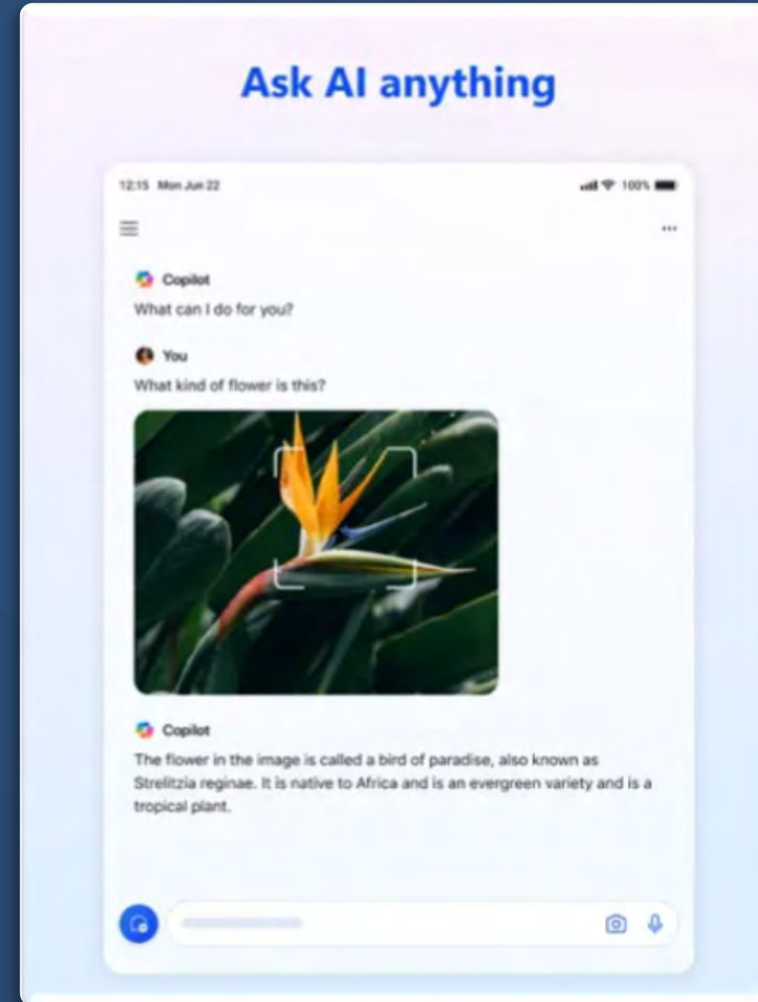 Ask AI anything
12:15 Mon Jun 22 100%
Copilot
What can I do for you?
You
What kind of flower is this?
Copilot
The flower in the image is called a bird of paradise, also known as
Strelitzia reginae. It is native to Africa and is an evergreen variety and is a
tropical plant.